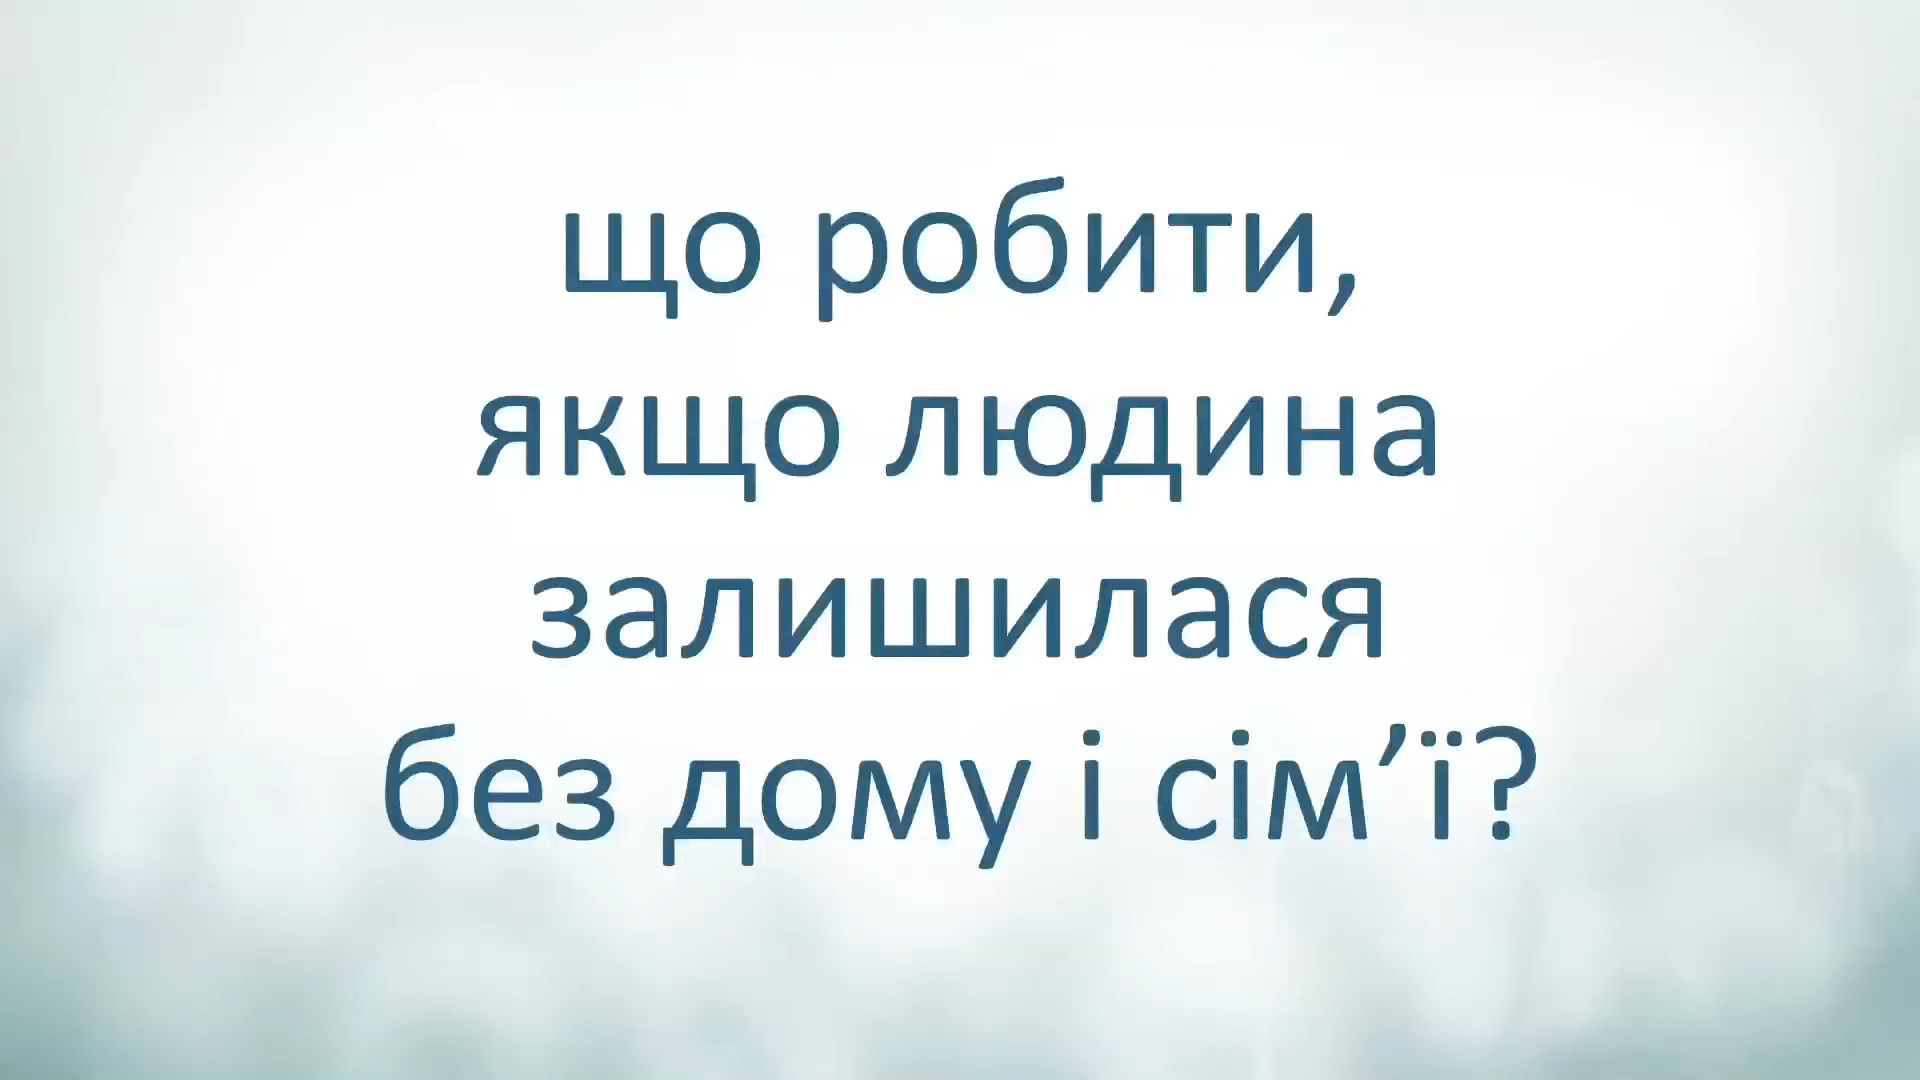 що робити,
якщо людина
залишилася
без дому і сім’ї?